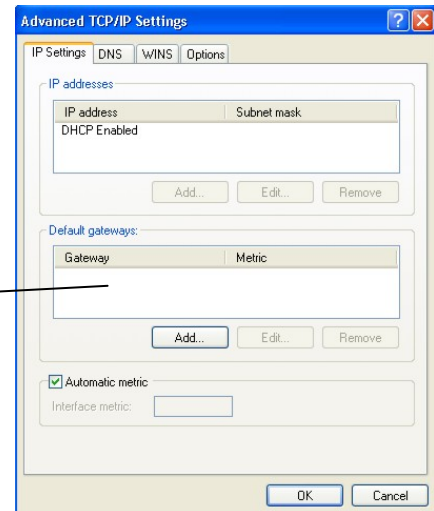 Advanced TCP/IP Settings
IP Settings DNS WINS Options
IP addresses
IP address Subnet mask
DHCP Enabled
Add... Edit... Remove
Default gateways:
Gateway Metric
Add... Edit... Remove
Automatic metric
Interface metric:
OK Cancel